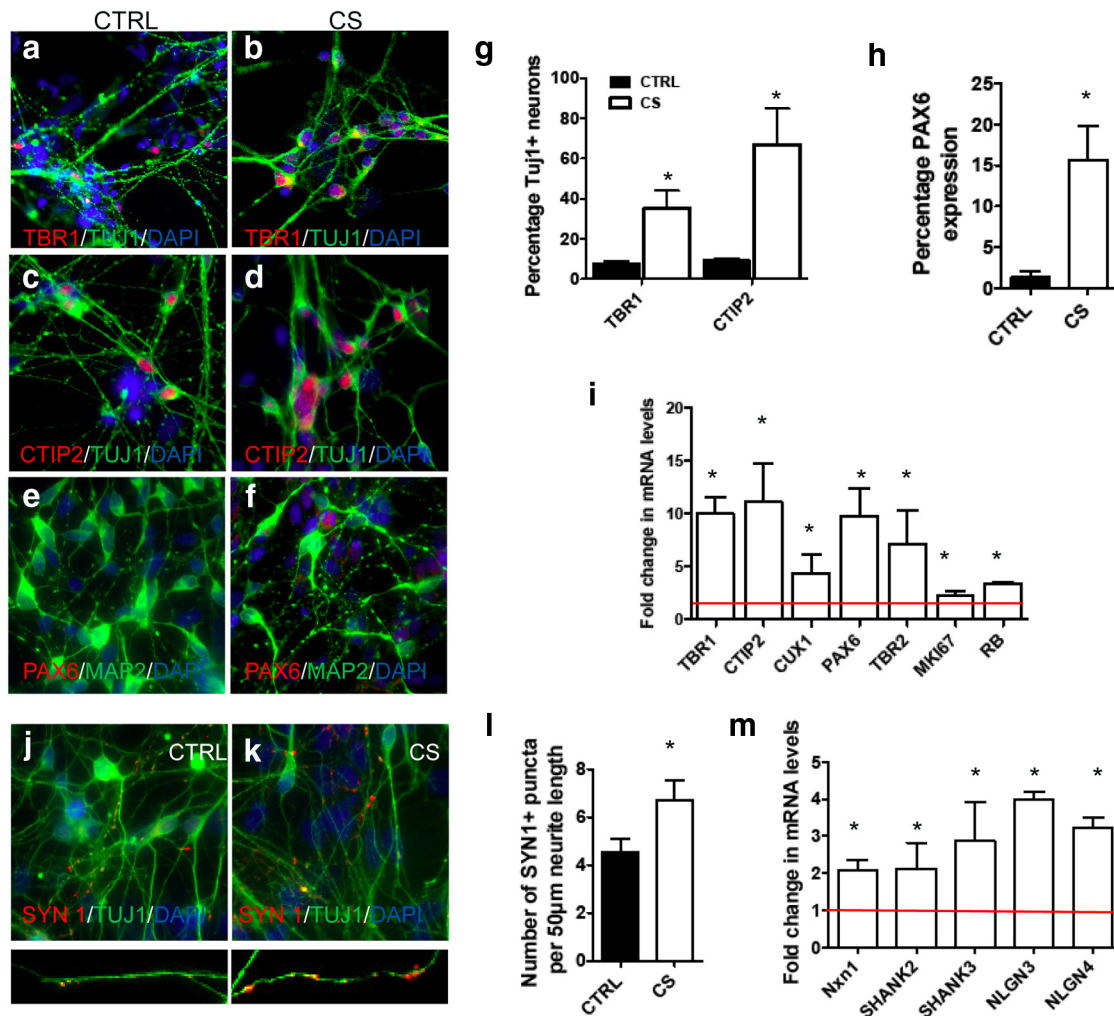 CTRL
CS
a
b
TBR1/TUJ1/DAPI
TBR1/TUJ1/DAPI
c
d
CTIP2/TUJ1/DAPI
CTIP2/TUJ1/DAPI
e
f
PAX6/MAP2/DAPI
PAX6/MAP2/DAPI
j
CTRL
k
CS
SYN 1/TUJ1/DAPI
SYN 1/TUJ1/DAPI
g
Percentage Tuj1+ neurons
100
80
60
40
20
0
CTRL
CS
*
*
TBR1
CTIP2
h
Percentage PAX6
expression
25
20
15
10
5
0
*
CTRL
CS
i
Fold change in mRNA levels
20
15
10
5
0
*
*
*
*
*
*
*
TBR1
CTIP2
CUX1
PAX6
TBR2
MKI67
RB
l
Number of SYN1+ puncta
per 50µm neurite length
8
6
4
2
0
*
CTRL
CS
m
Fold change in mRNA levels
5
4
3
2
1
0
*
*
*
*
*
Nxn1
SHANK2
SHANK3
NLGN3
NLGN4